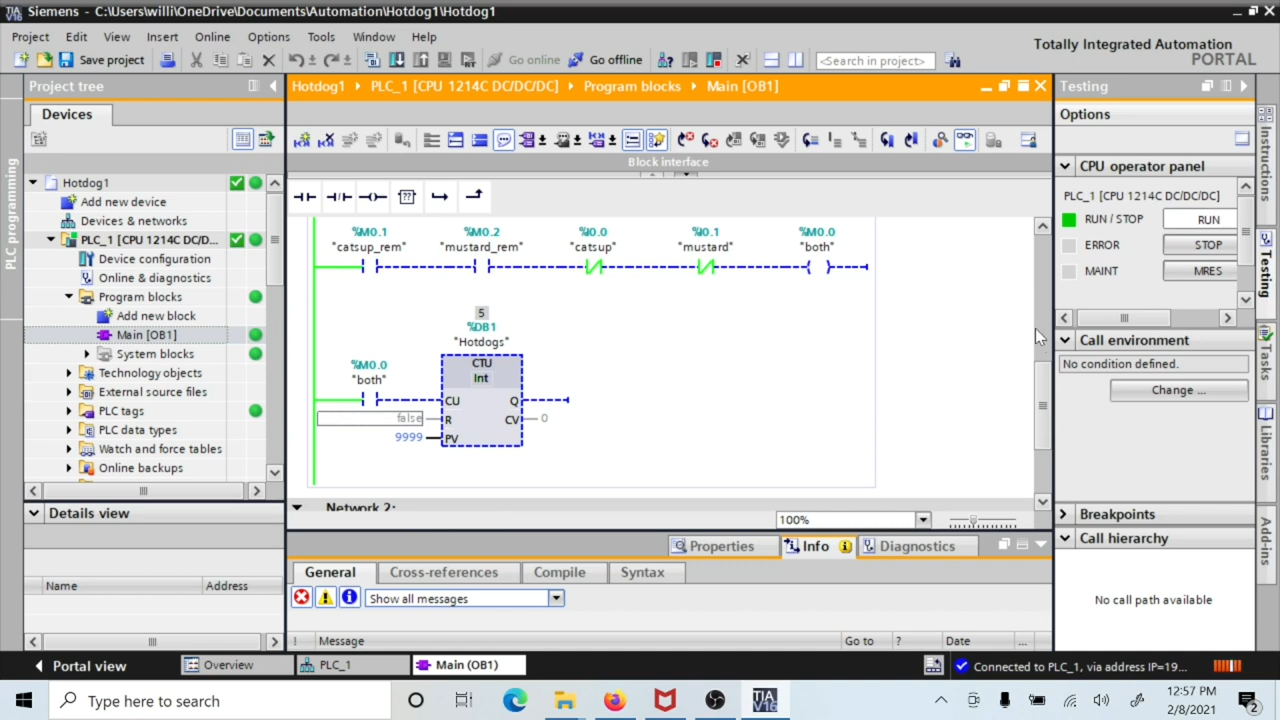 Siemens - C:\Users\willi\OneDrive\Documents\Automation\Hotdog1\Hotdog1
Project Edit View Insert Online Options Tools Window Help
Totally Integrated Automation
PORTAL
Save project
Go online
Go offline
<Search in project>
Project tree
Hotdog1 PLC_1 [CPU 1214C DC/DC/DC] Program blocks Main [OB1]
Testing
Devices
Options
Block interface
CPU operator panel
PLC_1 [CPU 1214C DC/DC/DC]
RUN / STOP RUN
ERROR STOP
MAINT MRES
Call environment
No condition defined.
Change ...
Breakpoints
Call hierarchy
No call path available
PLC programming
Hotdog1
Add new device
Devices & networks
PLC_1 [CPU 1214C DC/D...
Device configuration
Online & diagnostics
Program blocks
Add new block
Main [OB1]
System blocks
Technology objects
External source files
PLC tags
PLC data types
Watch and force tables
Online backups
Details view
Name Address
%M0.1 %M0.2 %I0.0 %I0.1 %M0.0
"catsup_rem" "mustard_rem" "catsup" "mustard" "both"
5
%DB1
"Hotdogs"
CTU
Int
%M0.0
"both"
CU Q
false R CV 0
9999 PV
Network 2:
100%
Properties Info Diagnostics
General Cross-references Compile Syntax
Show all messages
! Message Go to ? Date ...
Instructions
Testing
Tasks
Libraries
Add-ins
Portal view Overview PLC_1 Main (OB1)
Connected to PLC_1, via address IP=19...
Type here to search
TIA
V16
12:57 PM
2/8/2021
2